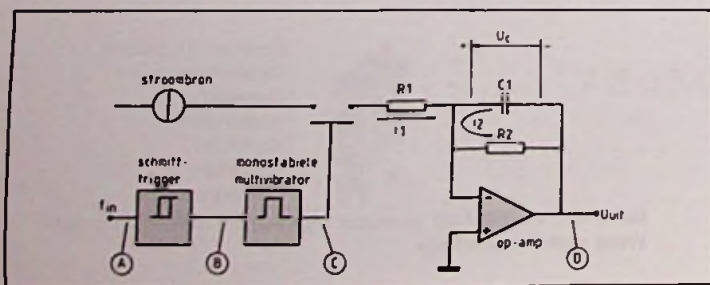 Uc
+ -
stroombron
R1
C1
i1
i2
R2
schmitt-
trigger
monostabiele
multivibrator
fin
-
+
op-amp
Uuit
A
B
C
D